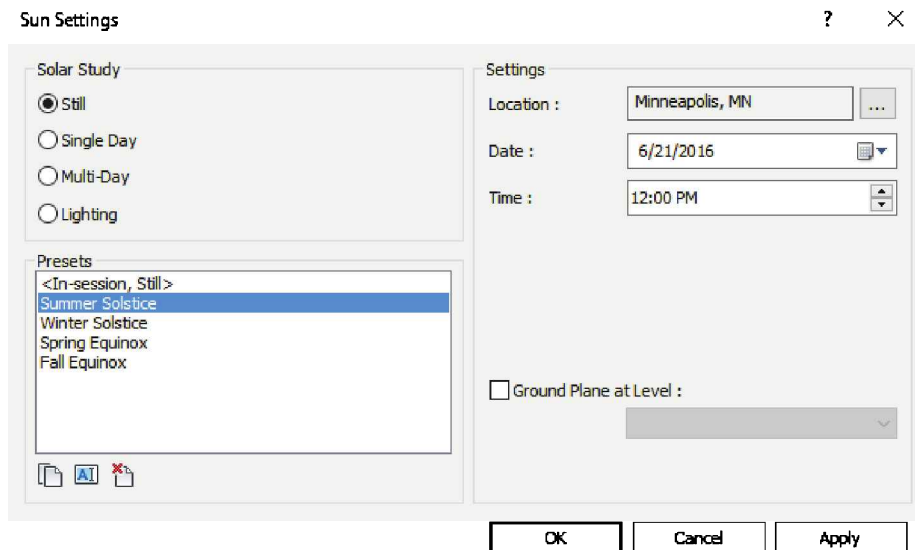 Sun Settings
?
Solar Study
Still
Single Day
Multi-Day
Lighting
Presets
<In-session, Still>
Summer Solstice
Winter Solstice
Spring Equinox
Fall Equinox
AI
Settings
Location :
Minneapolis, MN
...
Date :
6/21/2016
Time :
12:00 PM
Ground Plane at Level :
OK
Cancel
Apply